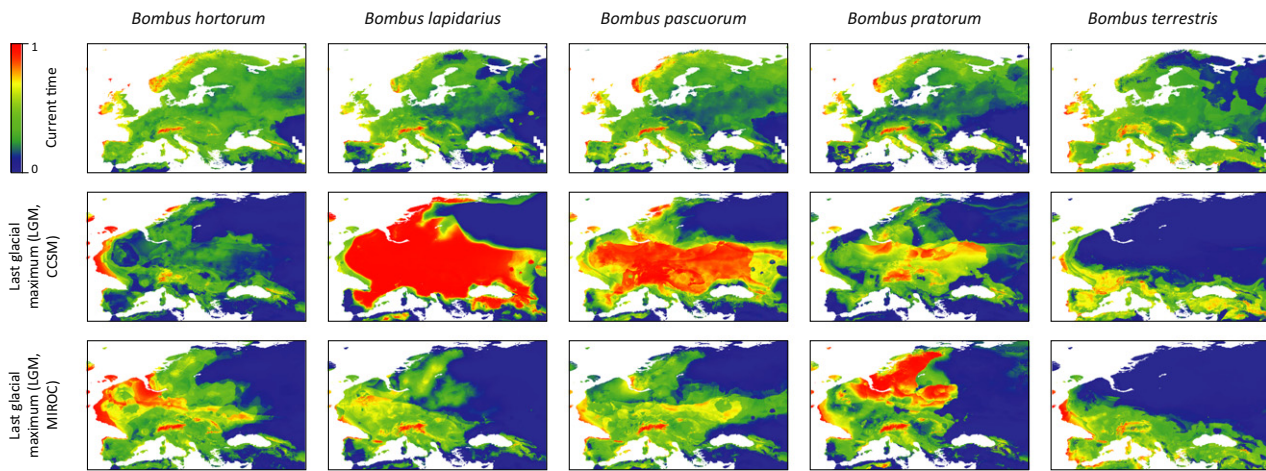 Bombus hortorum
Bombus lapidarius
Bombus pascuorum
Bombus pratorum
Bombus terrestris
1
0
Current time
Last glacial
maximum (LGM,
CCSM)
Last glacial
maximum (LGM,
MIROC)